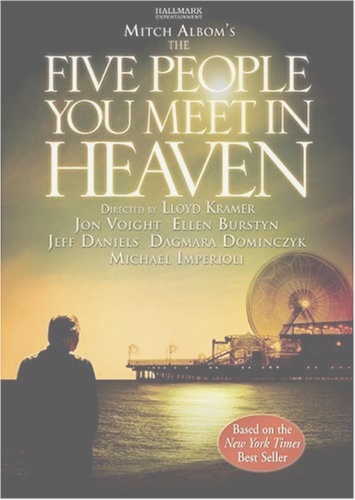 HALLMARK
ENTERTAINMENT
MITCH ALBOM'S
THE
FIVE PEOPLE
YOU MEET IN
HEAVEN
DIRECTED BY LLOYD KRAMER
JON VOIGHT ELLEN BURSTYN
JEFF DANIELS DAGMARA DOMINCZYK
MICHAEL IMPERIOLI
Based on the
New York Times
Best Seller